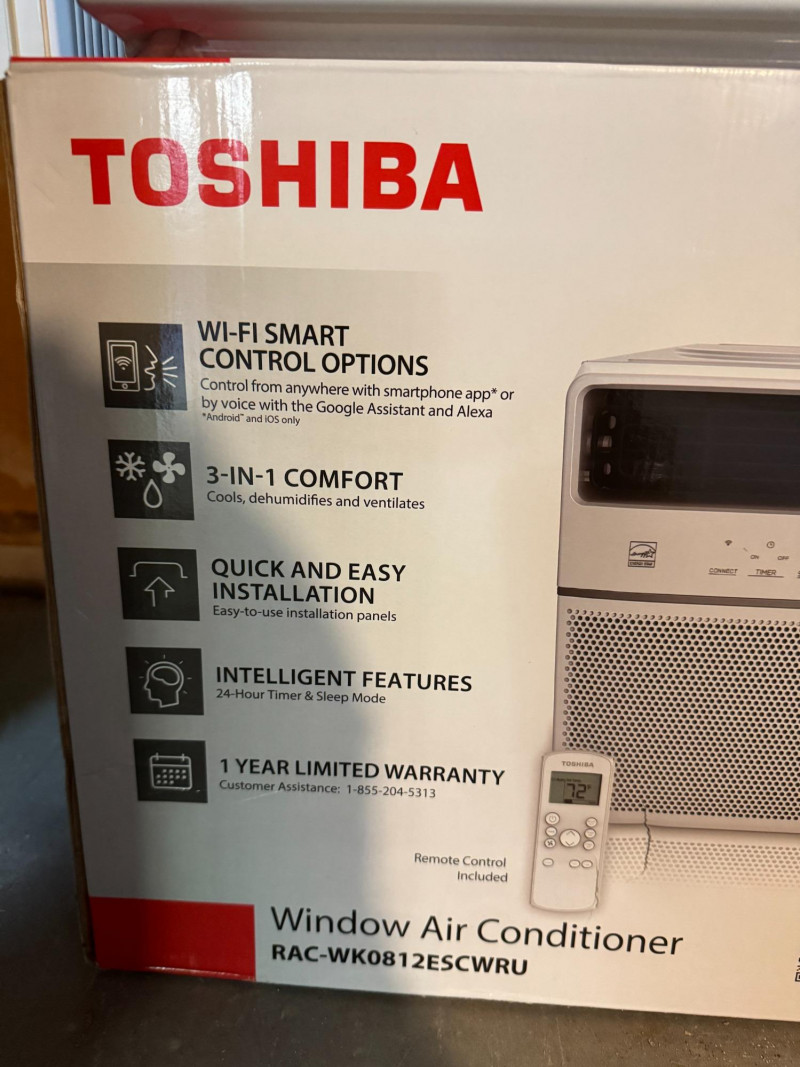 TOSHIBA
WI-FI SMART
CONTROL OPTIONS
Control from anywhere with smartphone app* or
by voice with the Google Assistant and Alexa
*Android™ and iOS only
3-IN-1 COMFORT
Cools, dehumidifies and ventilates
QUICK AND EASY
INSTALLATION
Easy-to-use installation panels
INTELLIGENT FEATURES
24-Hour Timer & Sleep Mode
1 YEAR LIMITED WARRANTY
Customer Assistance: 1-855-204-5313
ON OFF
CONNECT TIMER
TOSHIBA
72°
Remote Control
Included
Window Air Conditioner
RAC-WK0812ESCWRU